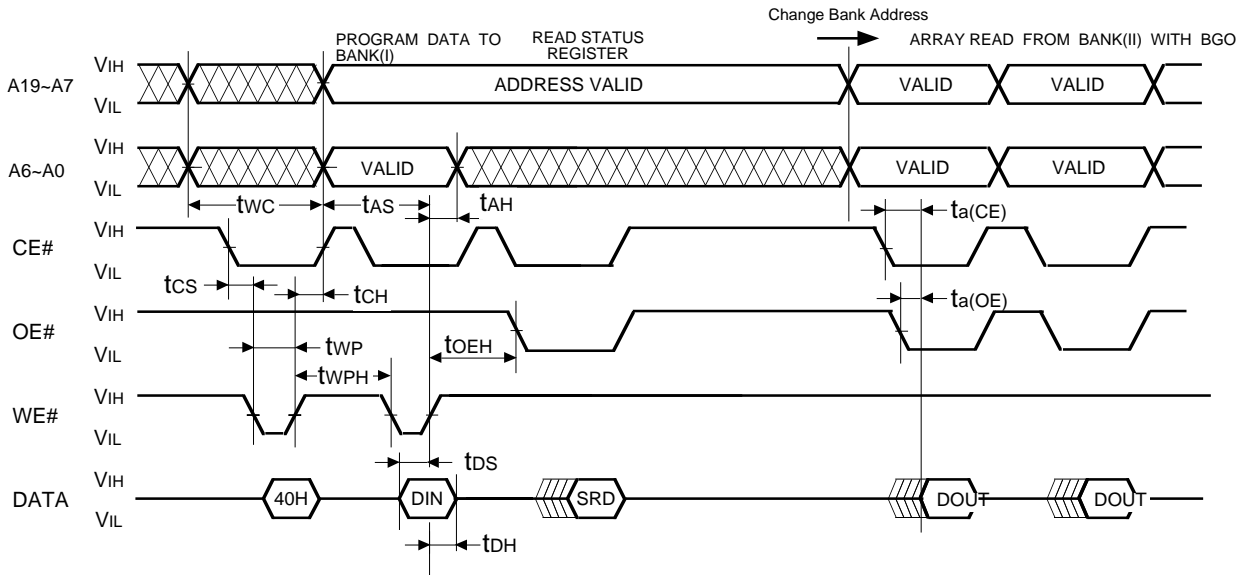 Change Bank Address
PROGRAM DATA TO BANK(I)
READ STATUS REGISTER
ARRAY READ FROM BANK(II) WITH BGO
A19~A7
VIH
VIL
ADDRESS VALID
VALID
VALID
A6~A0
VIH
VIL
VALID
VALID
VALID
tWC
tAS
tAH
ta(CE)
CE#
VIH
VIL
tCS
tCH
ta(OE)
OE#
VIH
VIL
tWP
tOEH
tWPH
WE#
VIH
VIL
tDS
DATA
VIH
VIL
40H
DIN
SRD
DOUT
DOUT
tDH